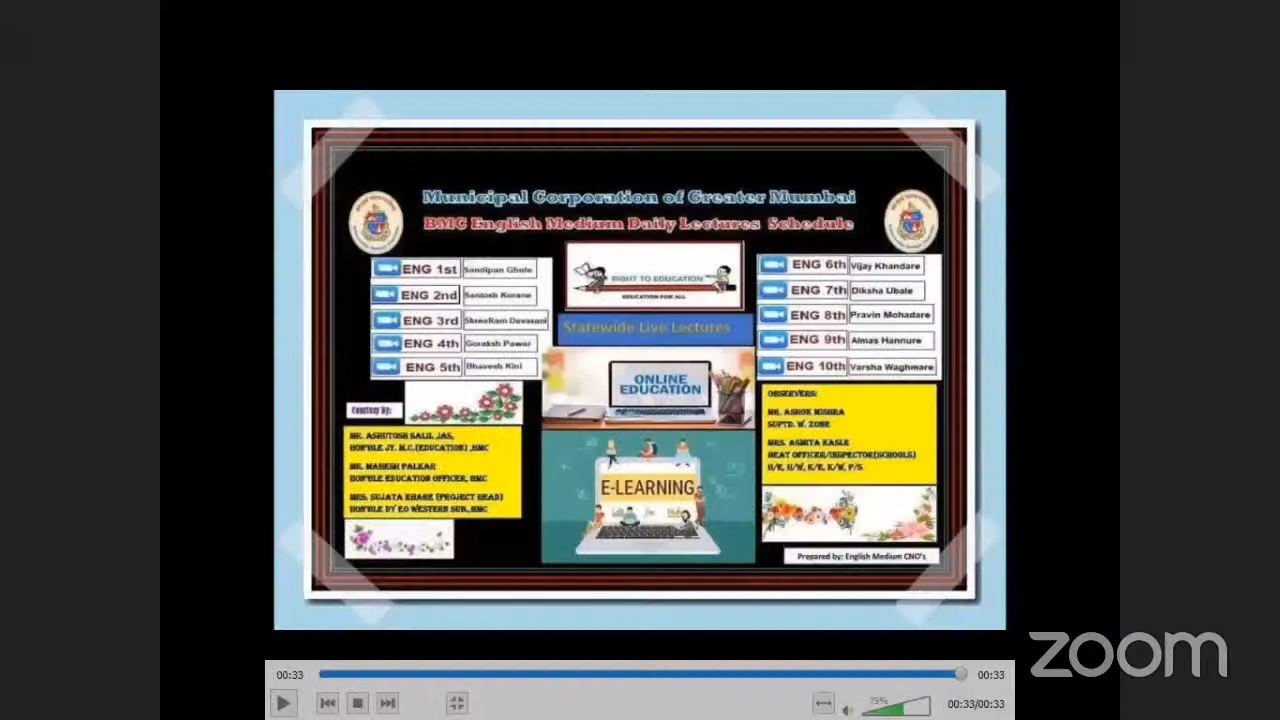 Municipal Corporation of Greater Mumbai
BMC English Medium Daily Lectures Schedule
ENG 1st Sandipan Ghule
ENG 2nd Santosh Korane
ENG 3rd ShreeRam Devasani
ENG 4th Goraksh Pawar
ENG 5th Bhavesh Kini
RIGHT TO EDUCATION
EDUCATION FOR ALL
Statewide Live Lectures
ONLINE
EDUCATION
E-LEARNING
ENG 6th Vijay Khandare
ENG 7th Diksha Ubale
ENG 8th Pravin Mohadare
ENG 9th Almas Hannure
ENG 10th Varsha Waghmare
Courtesy By:
MR. ASHUTOSH SALIL ,IAS,
HON'BLE JT. M.C.(EDUCATION) ,BMC
MR. MAHESH PALKAR
HON'BLE EDUCATION OFFICER, BMC
MRS. SUJATA KHARE (PROJECT HEAD)
HON'BLE DY EO WESTERN SUB.,BMC
OBSERVERS:
MR. ASHOK MISHRA
SUPTD. W. ZONE
MRS. ASMITA KASLE
BEAT OFFICER/INSPECTOR(SCHOOLS)
H/E, H/W, K/E, K/W, P/S
Prepared by: English Medium CNO's
zoom
00:33
00:33
75%
00:33/00:33